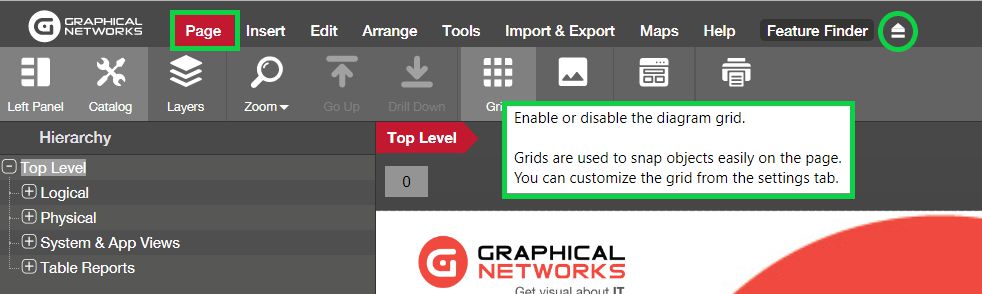 GRAPHICAL
NETWORKS
Page Insert Edit Arrange Tools Import & Export Maps Help Feature Finder
Left Panel Catalog Layers Zoom Go Up Drill Down
Enable or disable the diagram grid.
Grids are used to snap objects easily on the page.
You can customize the grid from the settings tab.
Hierarchy
Top Level
Top Level
0
Logical
Physical
System & App Views
Table Reports
GRAPHICAL
NETWORKS
Get visual about IT